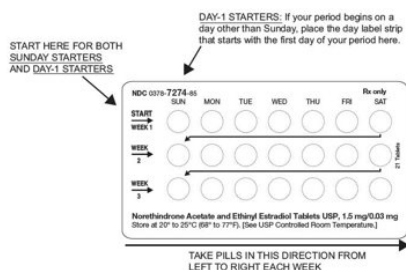 DAY-1 STARTERS: If your period begins on a
day other than Sunday, place the day label strip
that starts with the first day of your period here.
START HERE FOR BOTH
SUNDAY STARTERS
AND DAY-1 STARTERS
NDC 0378-7274-85
Rx only
SUN MON TUE WED THU FRI SAT
START
WEEK 1
WEEK
2
WEEK
3
21 Tablets
Norethindrone Acetate and Ethinyl Estradiol Tablets USP, 1.5 mg/0.03 mg
Store at 20° to 25°C (68° to 77°F). [See USP Controlled Room Temperature.]
TAKE PILLS IN THIS DIRECTION FROM
LEFT TO RIGHT EACH WEEK